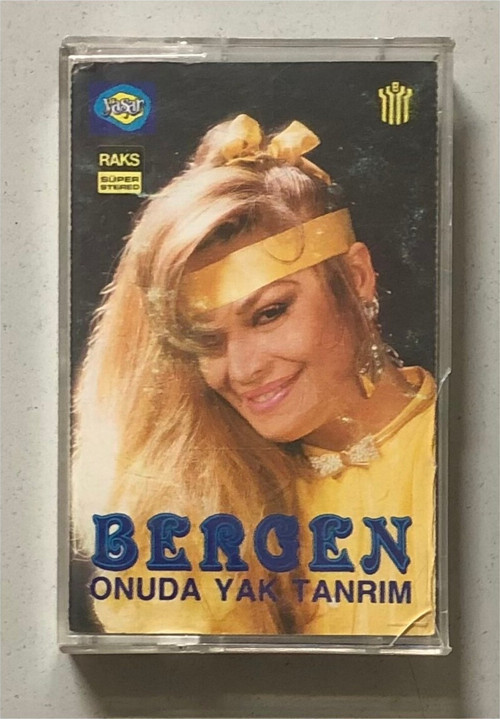 Yaşar
RAKS
SÜPER
STEREO
BERGEN
ONUDA YAK TANRIM